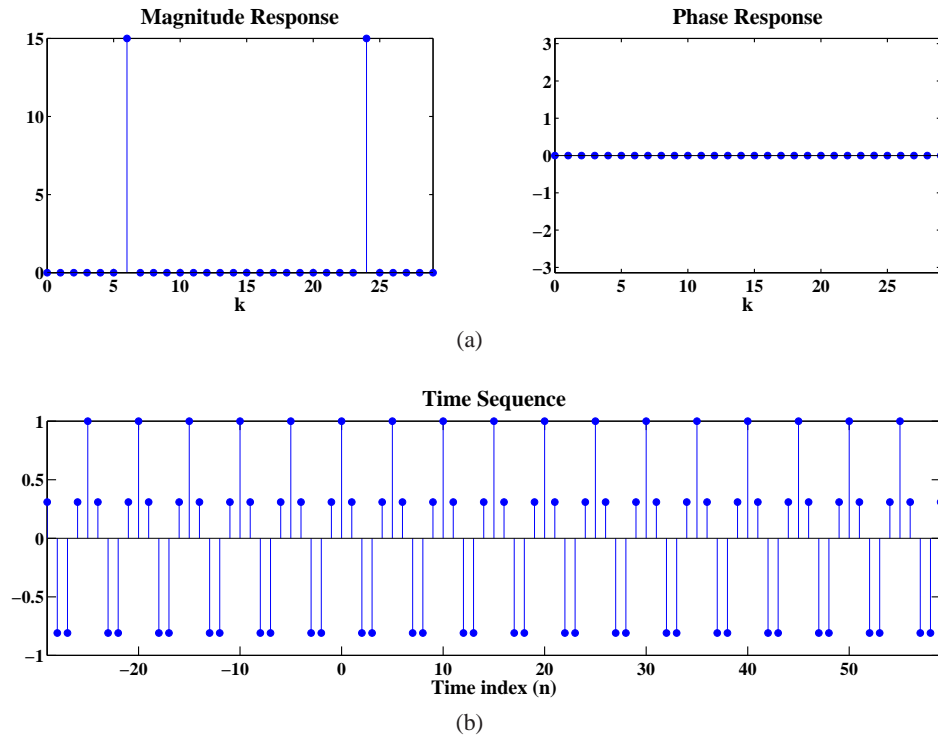 Magnitude Response
15
10
5
0
0 5 10 15 20 25
k
Phase Response
3
2
1
0
−1
−2
−3
0 5 10 15 20 25
k
(a)
Time Sequence
1
0.5
0
−0.5
−1
−20 −10 0 10 20 30 40 50
Time index (n)
(b)